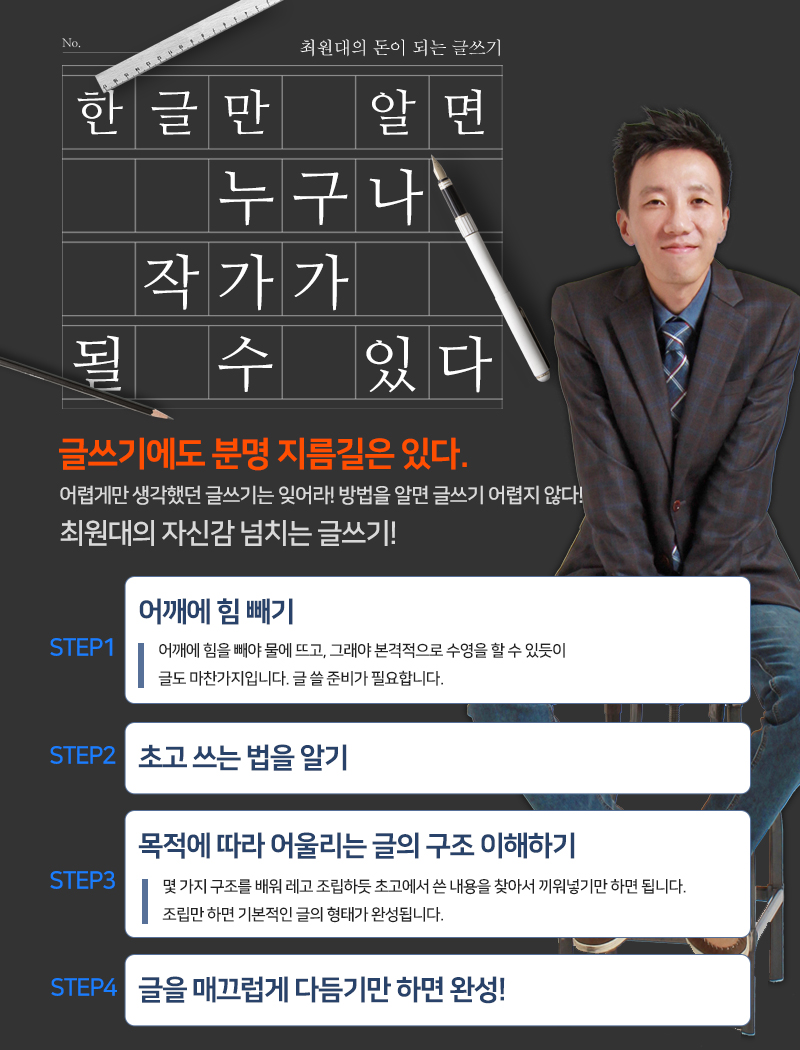 No.
최원대의 돈이 되는 글쓰기
한글만 알면
누구나
작가가
될 수 있다
글쓰기에도 분명 지름길은 있다.
어렵게만 생각했던 글쓰기는 잊어라! 방법을 알면 글쓰기 어렵지 않다!
최원대의 자신감 넘치는 글쓰기!
STEP1
어깨에 힘 빼기
어깨에 힘을 빼야 물에 뜨고, 그래야 본격적으로 수영을 할 수 있듯이
글도 마찬가지입니다. 글 쓸 준비가 필요합니다.
STEP2
초고 쓰는 법을 알기
STEP3
목적에 따라 어울리는 글의 구조 이해하기
몇 가지 구조를 배워 레고 조립하듯 초고에서 쓴 내용을 찾아서 끼워넣기만 하면 됩니다.
조립만 하면 기본적인 글의 형태가 완성됩니다.
STEP4
글을 매끄럽게 다듬기만 하면 완성!